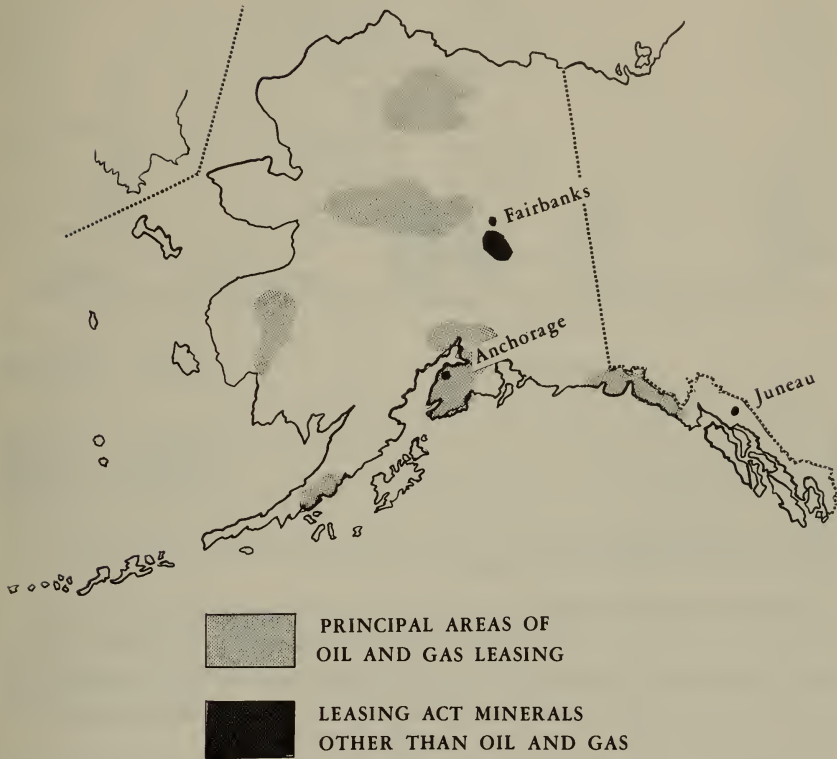 Fairbanks
Anchorage
Juneau
PRINCIPAL AREAS OF
OIL AND GAS LEASING
LEASING ACT MINERALS
OTHER THAN OIL AND GAS